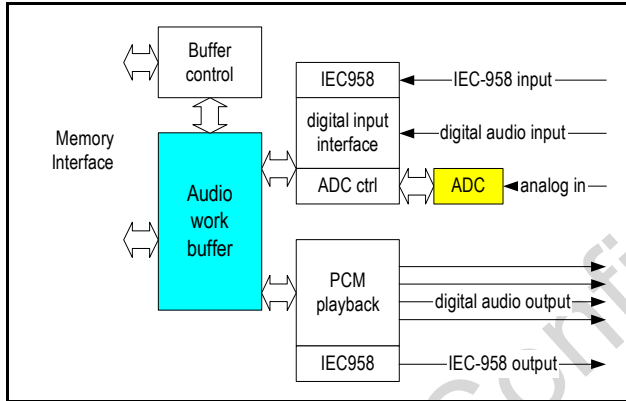 Buffer
control
IEC958
IEC-958 input
digital input
interface
digital audio input
Memory
Interface
Audio
work
buffer
ADC ctrl
ADC
analog in
PCM
playback
digital audio output
IEC958
IEC-958 output